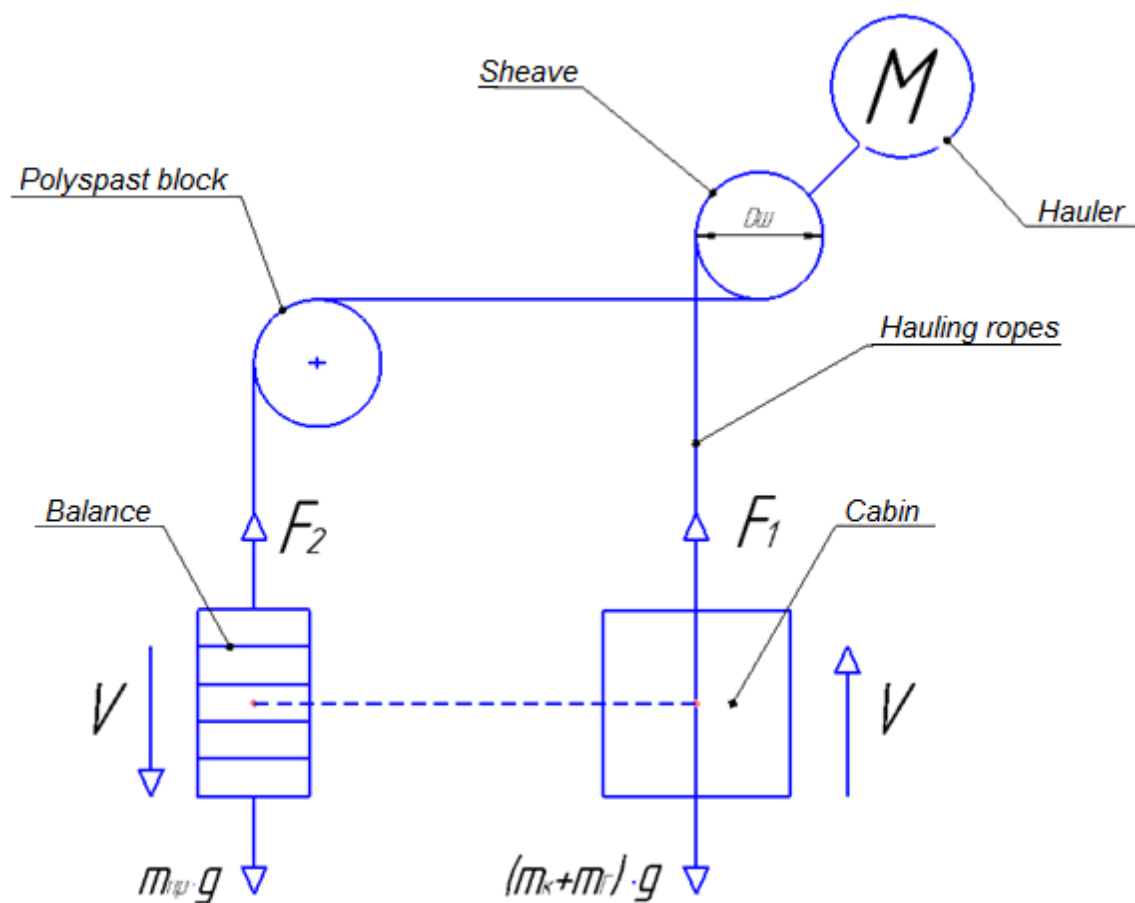 M
Sheave
Polyspast block
Dш
Hauler
Hauling ropes
Balance
F₂
F₁
Cabin
V
V
mпр·g
(mк+mг)·g